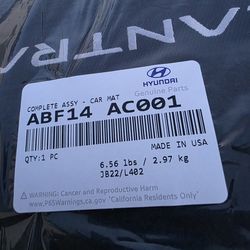 LANTRA
HYUNDAI
Genuine Parts
COMPLETE ASSY - CAR MAT
ABF14 AC001
QTY:1 PC
MADE IN USA
6.56 lbs / 2.97 kg
JB22/L402
WARNING: Cancer and Reproductive Harm
www.P65Warnings.ca.gov "California Residents Only"